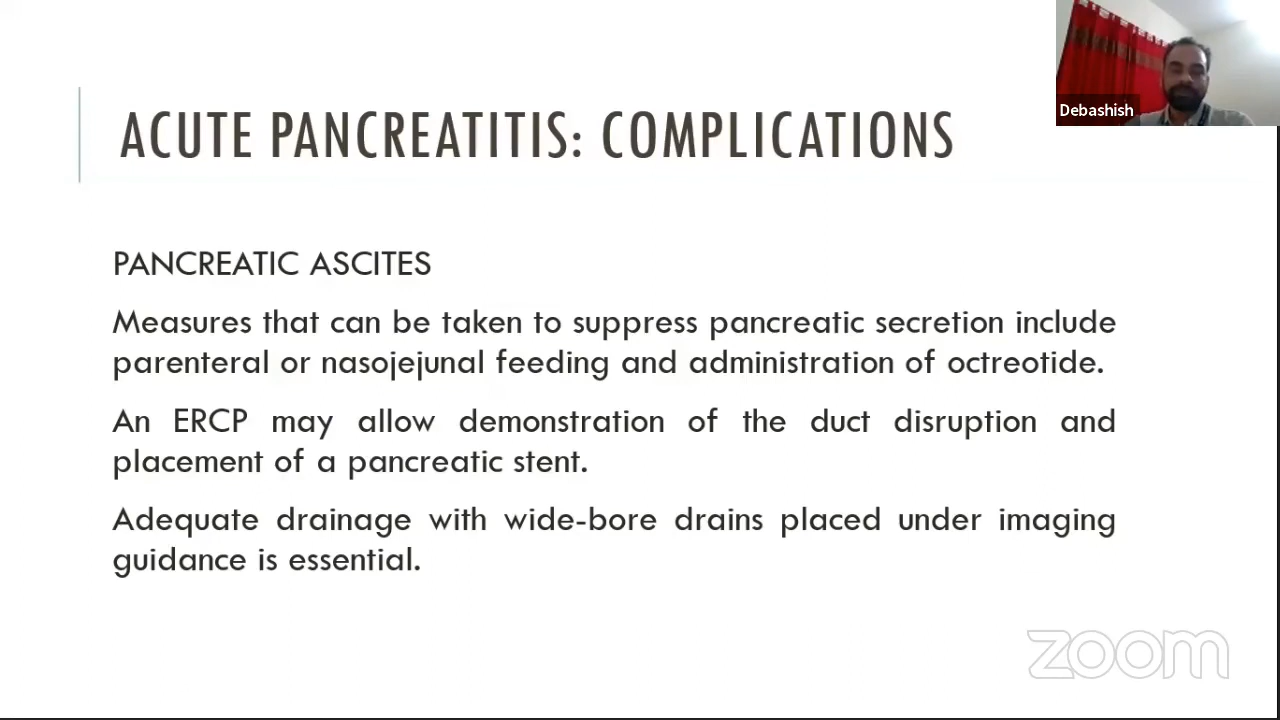 Debashish
ACUTE PANCREATITIS: COMPLICATIONS
PANCREATIC ASCITES
Measures that can be taken to suppress pancreatic secretion include
parenteral or nasojejunal feeding and administration of octreotide.
An ERCP may allow demonstration of the duct disruption and
placement of a pancreatic stent.
Adequate drainage with wide-bore drains placed under imaging
guidance is essential.
zoom